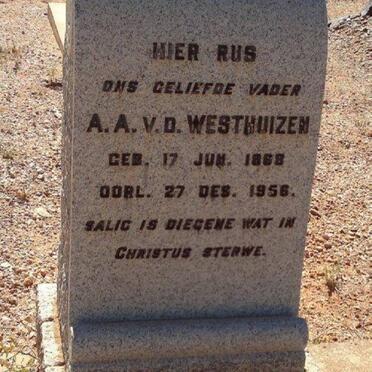 HIER RUS
ONS GELIEFDE VADER
A.A. V.D. WESTHUIZEN
GEB. 17 JUN. 1868
OORL. 27 DES. 1956.
SALIG IS DIEGENE WAT IN
CHRISTUS STERWE.